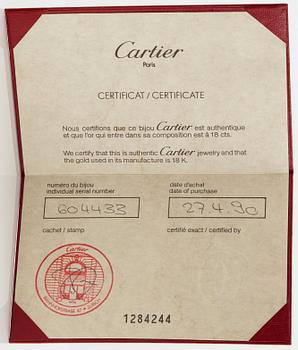 Cartier
Paris
CERTIFICAT / CERTIFICATE
Nous certifions que ce bijou Cartier est authentique
et que l'or qui entre dans sa composition est à 18 cts.
We certify that this is authentic Cartier jewelry and that
the gold used in its manufacture is 18 K.
numéro du bijou
individual serial number
date d'achat
date of purchase
604433
27.4.90
cachet / stamp
certifié exact / certified by
Cartier
1284244